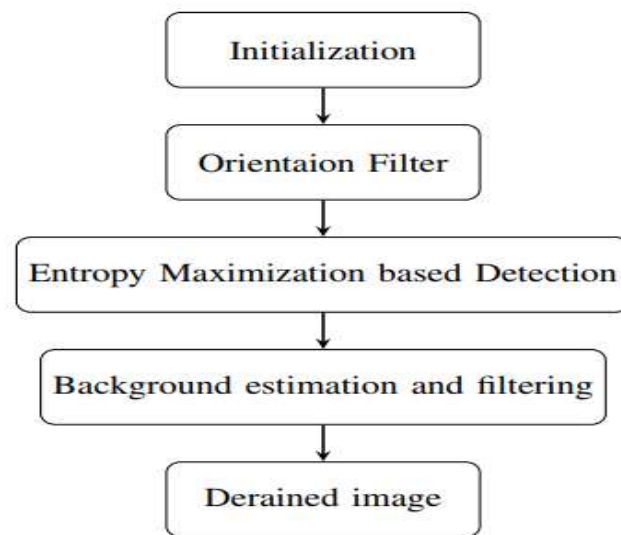 Initialization
Orientaion Filter
Entropy Maximization based Detection
Background estimation and filtering
Derained image